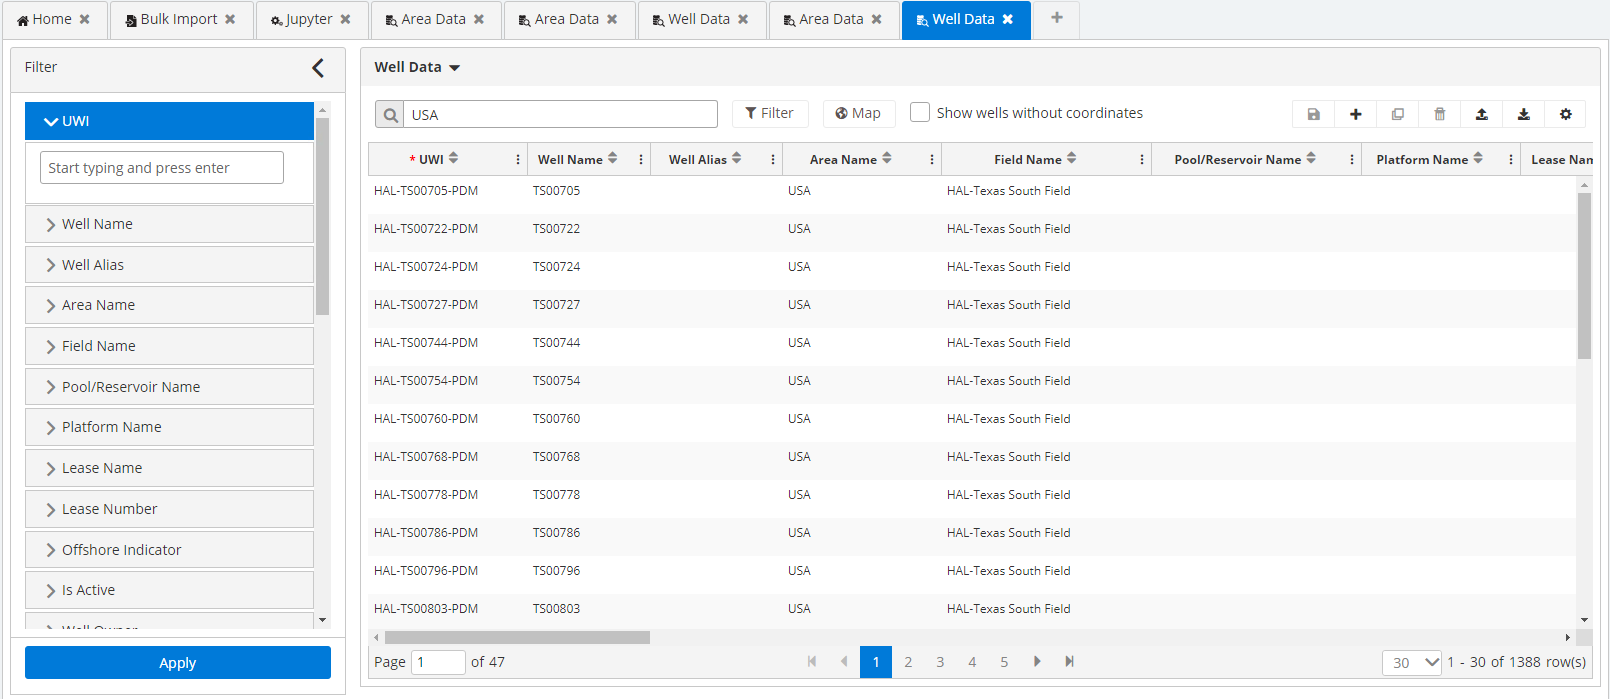 Home Bulk Import Jupyter Area Data Area Data Well Data Area Data Well Data
Filter
UWI
Start typing and press enter
Well Name
Well Alias
Area Name
Field Name
Pool/Reservoir Name
Platform Name
Lease Name
Lease Number
Offshore Indicator
Is Active
Well Owner
Apply
Well Data
USA Filter Map Show wells without coordinates
* UWI Well Name Well Alias Area Name Field Name Pool/Reservoir Name Platform Name Lease Nam
HAL-TS00705-PDM TS00705 USA HAL-Texas South Field
HAL-TS00722-PDM TS00722 USA HAL-Texas South Field
HAL-TS00724-PDM TS00724 USA HAL-Texas South Field
HAL-TS00727-PDM TS00727 USA HAL-Texas South Field
HAL-TS00744-PDM TS00744 USA HAL-Texas South Field
HAL-TS00754-PDM TS00754 USA HAL-Texas South Field
HAL-TS00760-PDM TS00760 USA HAL-Texas South Field
HAL-TS00768-PDM TS00768 USA HAL-Texas South Field
HAL-TS00778-PDM TS00778 USA HAL-Texas South Field
HAL-TS00786-PDM TS00786 USA HAL-Texas South Field
HAL-TS00796-PDM TS00796 USA HAL-Texas South Field
HAL-TS00803-PDM TS00803 USA HAL-Texas South Field
Page 1 of 47 1 2 3 4 5 30 1 - 30 of 1388 row(s)